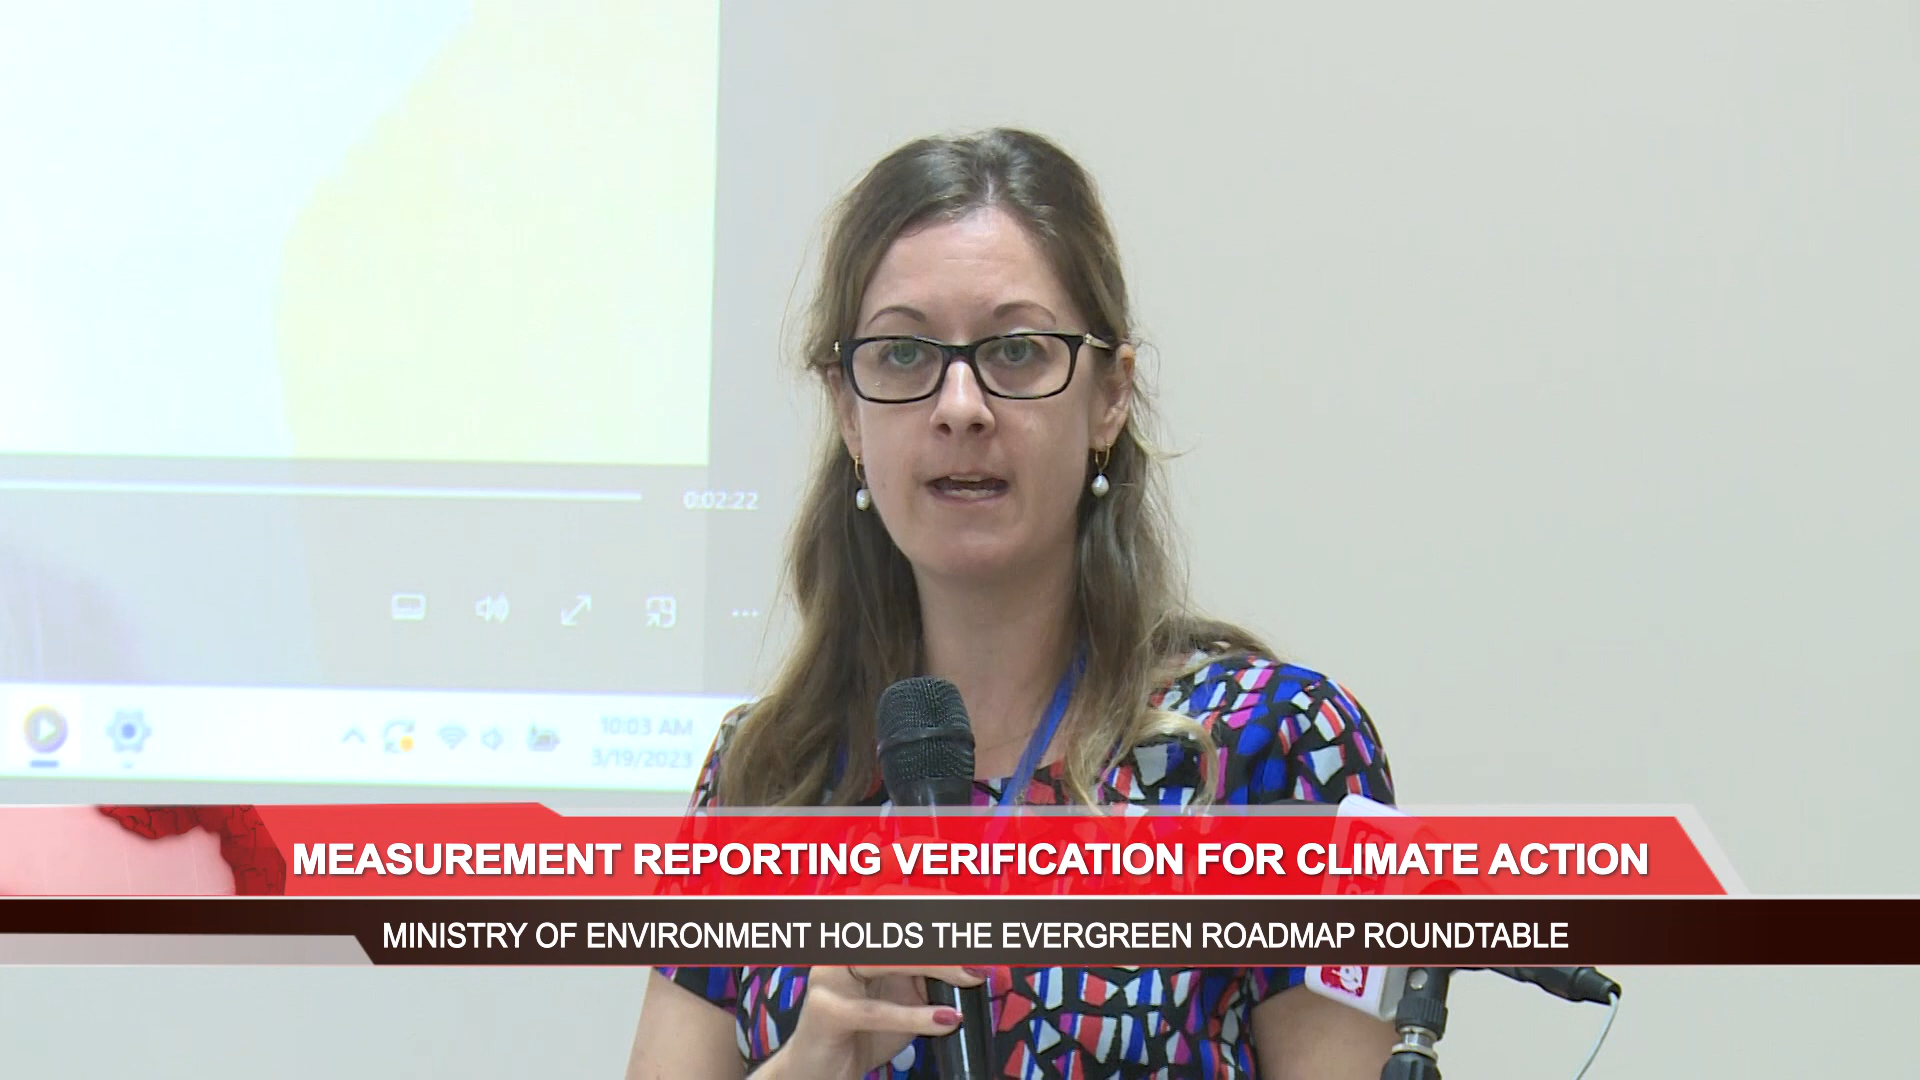 0:02:22
10:03 AM
3/19/2023
MEASUREMENT REPORTING VERIFICATION FOR CLIMATE ACTION
MINISTRY OF ENVIRONMENT HOLDS THE EVERGREEN ROADMAP ROUNDTABLE